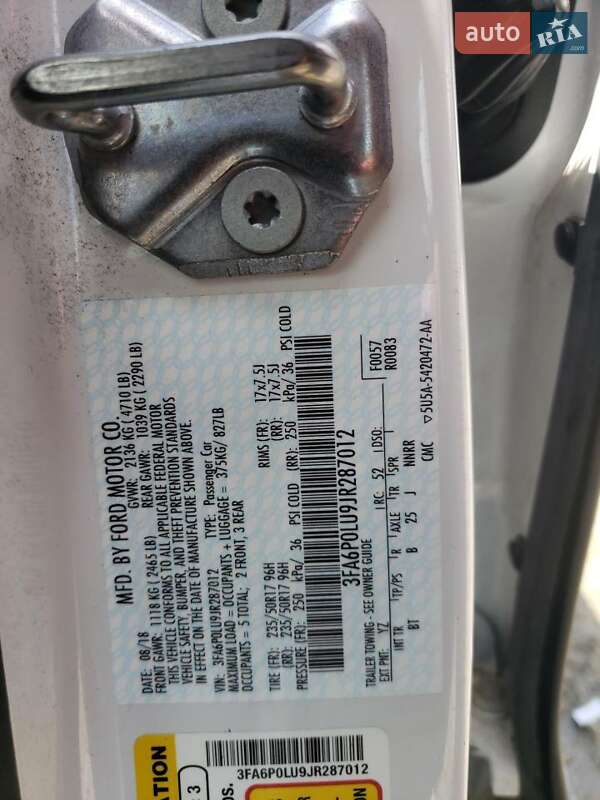 auto RIA .com
MFD. BY FORD MOTOR CO.
DATE: 08/18 GVWR: 2136 KG ( 4710 LB)
FRONT GAWR: 1118 KG ( 2465 LB) REAR GAWR: 1039 KG ( 2290 LB)
THIS VEHICLE CONFORMS TO ALL APPLICABLE FEDERAL MOTOR
VEHICLE SAFETY, BUMPER, AND THEFT PREVENTION STANDARDS
IN EFFECT ON THE DATE OF MANUFACTURE SHOWN ABOVE.
VIN: 3FA6P0LU9JR287012 TYPE: Passenger Car
MAXIMUM LOAD = OCCUPANTS + LUGGAGE = 375KG/ 827LB
OCCUPANTS = 5 TOTAL; 2 FRONT, 3 REAR
TIRE (FR): 235/50R17 96H RIMS (FR): 17x7.5J
(RR): 235/50R17 96H (RR): 17x7.5J
PRESSURE (FR): 250 kPa/ 36 PSI COLD (RR): 250 kPa/ 36 PSI COLD
3FA6P0LU9JR287012
TRAILER TOWING - SEE OWNER GUIDE F0057
EXT PNT: YZ RC: 52 DSO: R0083
INT TR TP/PS R AXLE TR SPR
BT B 25 J NNRR
CMC ▽5U5A-5420472-AA
3FA6P0LU9JR287012